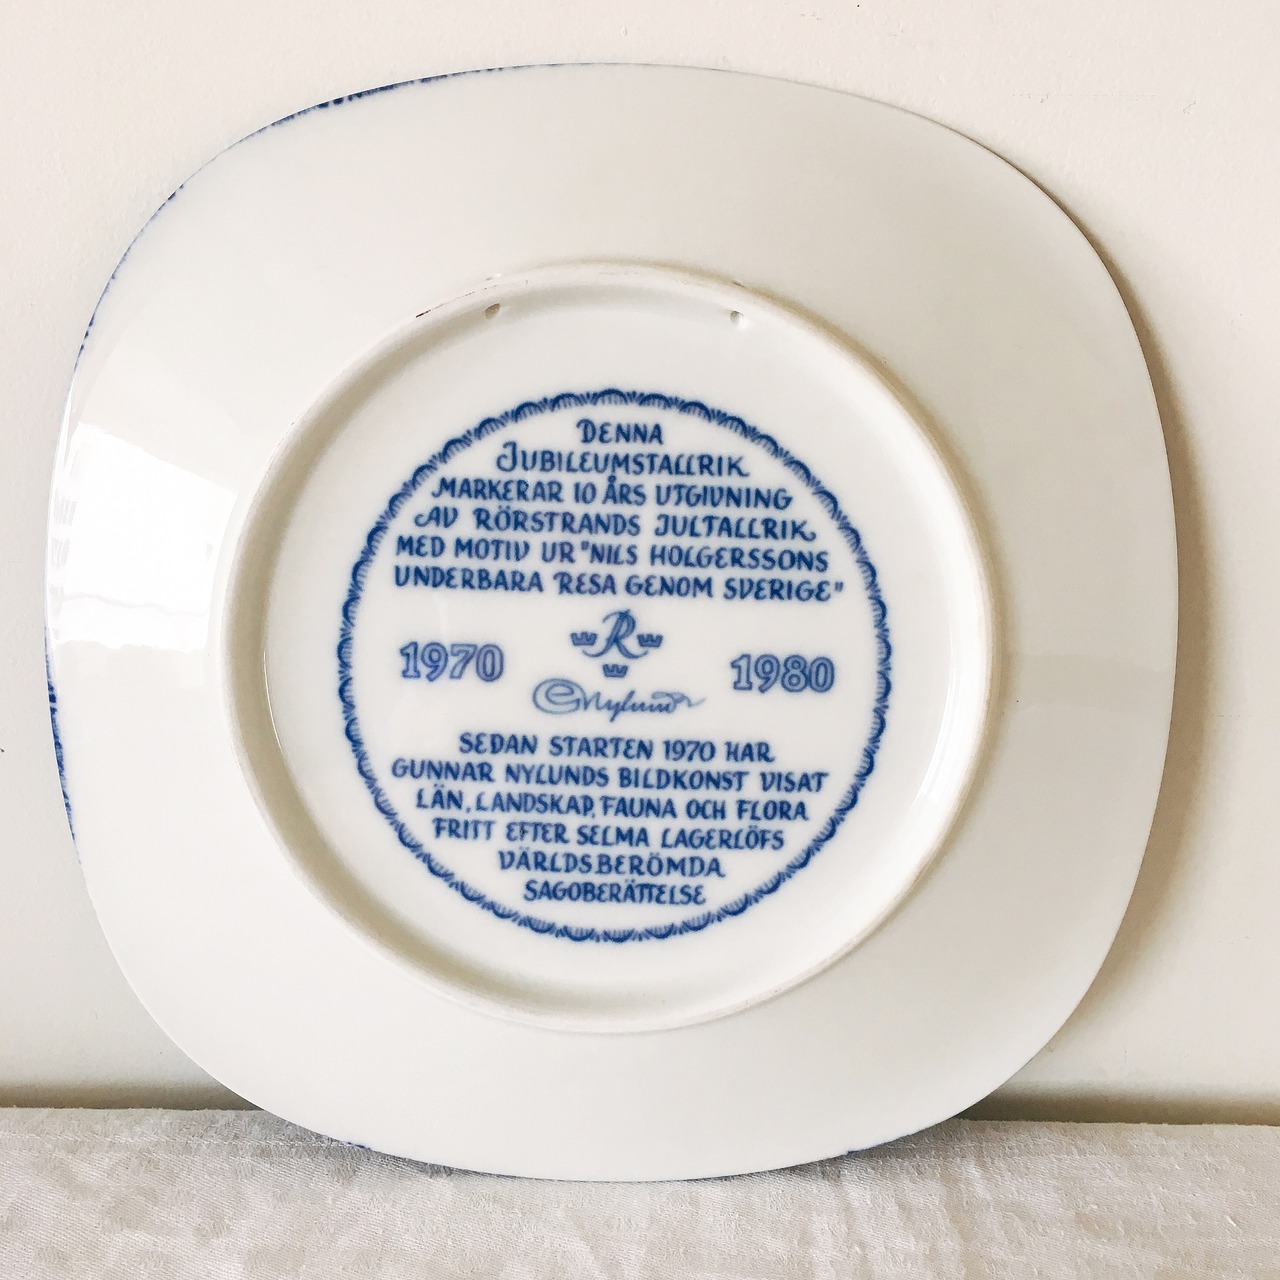 DENNA
JUBILEUMSTALLRIK
MARKERAR 10 ÅRS UTGIVNING
AV RÖRSTRANDS JULTALLRIK
MED MOTIV UR "NILS HOLGERSSONS
UNDERBARA RESA GENOM SVERIGE"
R
1970 1980
GNylund
SEDAN STARTEN 1970 HAR
GUNNAR NYLUNDS BILDKONST VISAT
LÄN, LANDSKAP, FAUNA OCH FLORA
FRITT EFTER SELMA LAGERLÖFS
VÄRLDSBERÖMDA
SAGOBERÄTTELSE